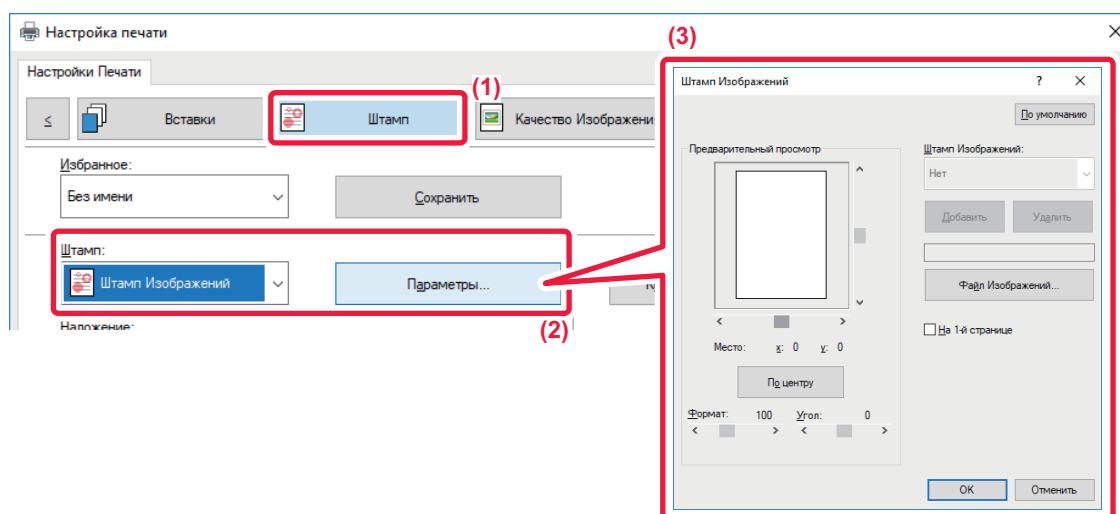 Настройка печати
Настройки Печати
(1)
<
Вставки
Штамп
Качество Изображени
Избранное:
Без имени
Сохранить
Штамп:
Штамп Изображений
Параметры...
(2)
Наложение:
(3)
Штамп Изображений
?
По умолчанию
Предварительный просмотр
Место: x: 0 y: 0
По центру
Формат: 100 Угол: 0
Штамп Изображений:
Нет
Добавить Удалить
Файл Изображений...
На 1-й странице
OK Отменить